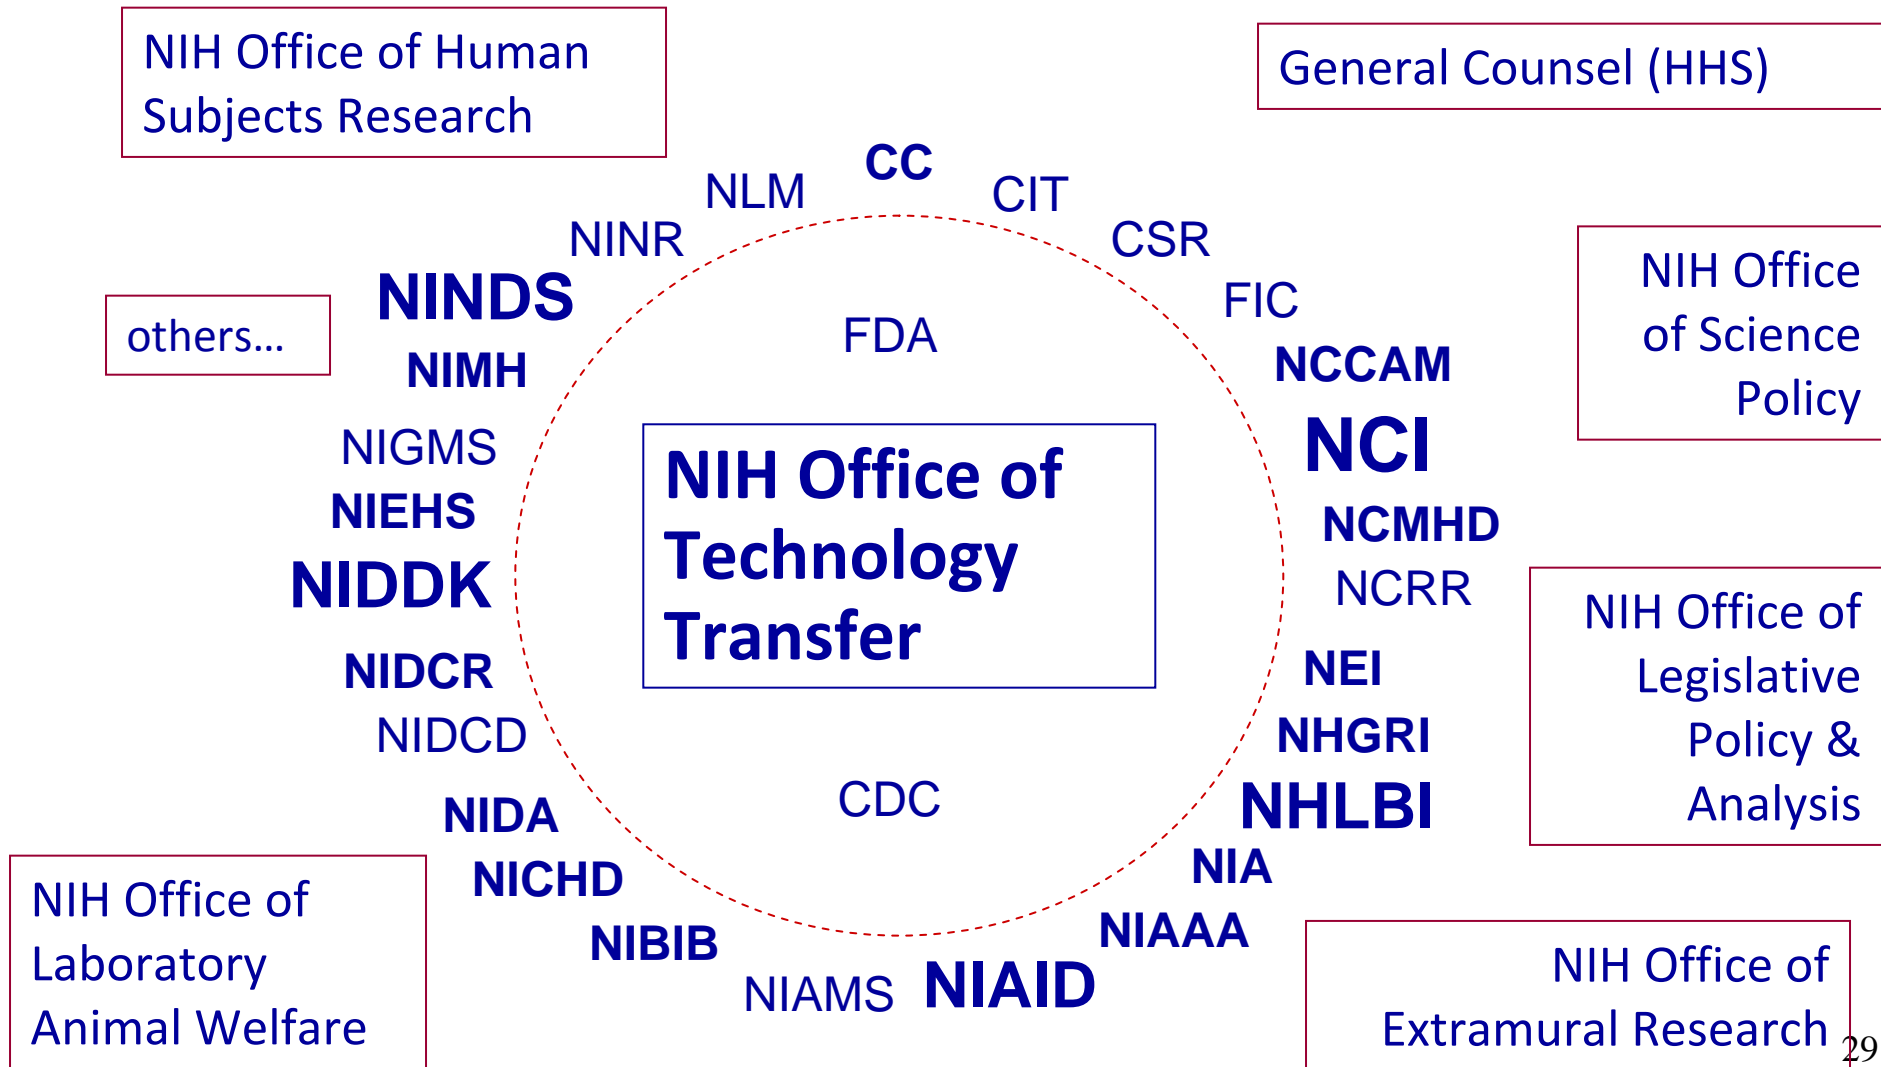 NIH Office of Human
Subjects Research
General Counsel (HHS)
CC
NLM
CIT
NINR
CSR
NINDS
FIC
NIH Office
of Science
Policy
others...
FDA
NIMH
NCCAM
NIGMS
NCI
NIH Office of
Technology
Transfer
NIEHS
NCMHD
NIDDK
NCRR
NIH Office of
Legislative
Policy &
Analysis
NIDCR
NEI
NIDCD
NHGRI
CDC
NIDA
NHLBI
NICHD
NIA
NIH Office of
Laboratory
Animal Welfare
NIBIB
NIAAA
NIAMS
NIAID
NIH Office of
Extramural Research
29